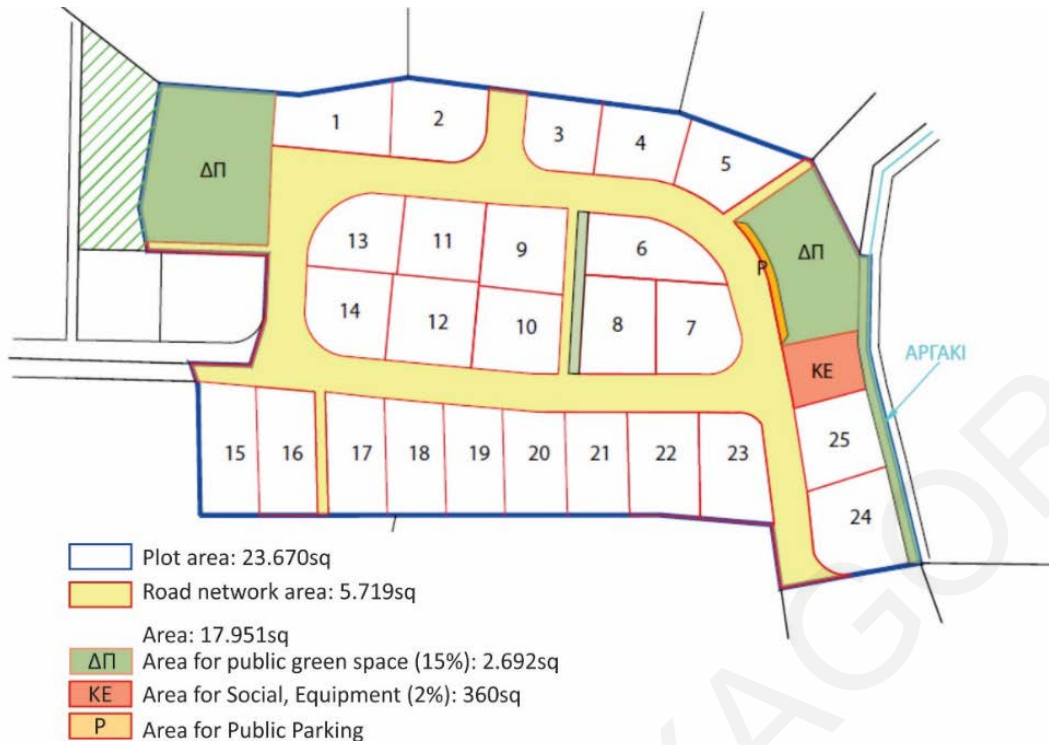 1
2
3
4
5
ΔΠ
13
11
9
6
ΔΠ
P
14
12
10
8
7
KE
ΑΡΓΑΚΙ
15
16
17
18
19
20
21
22
23
25
24
Plot area: 23.670sq
Road network area: 5.719sq
Area: 17.951sq
ΔΠ Area for public green space (15%): 2.692sq
KE Area for Social, Equipment (2%): 360sq
P Area for Public Parking